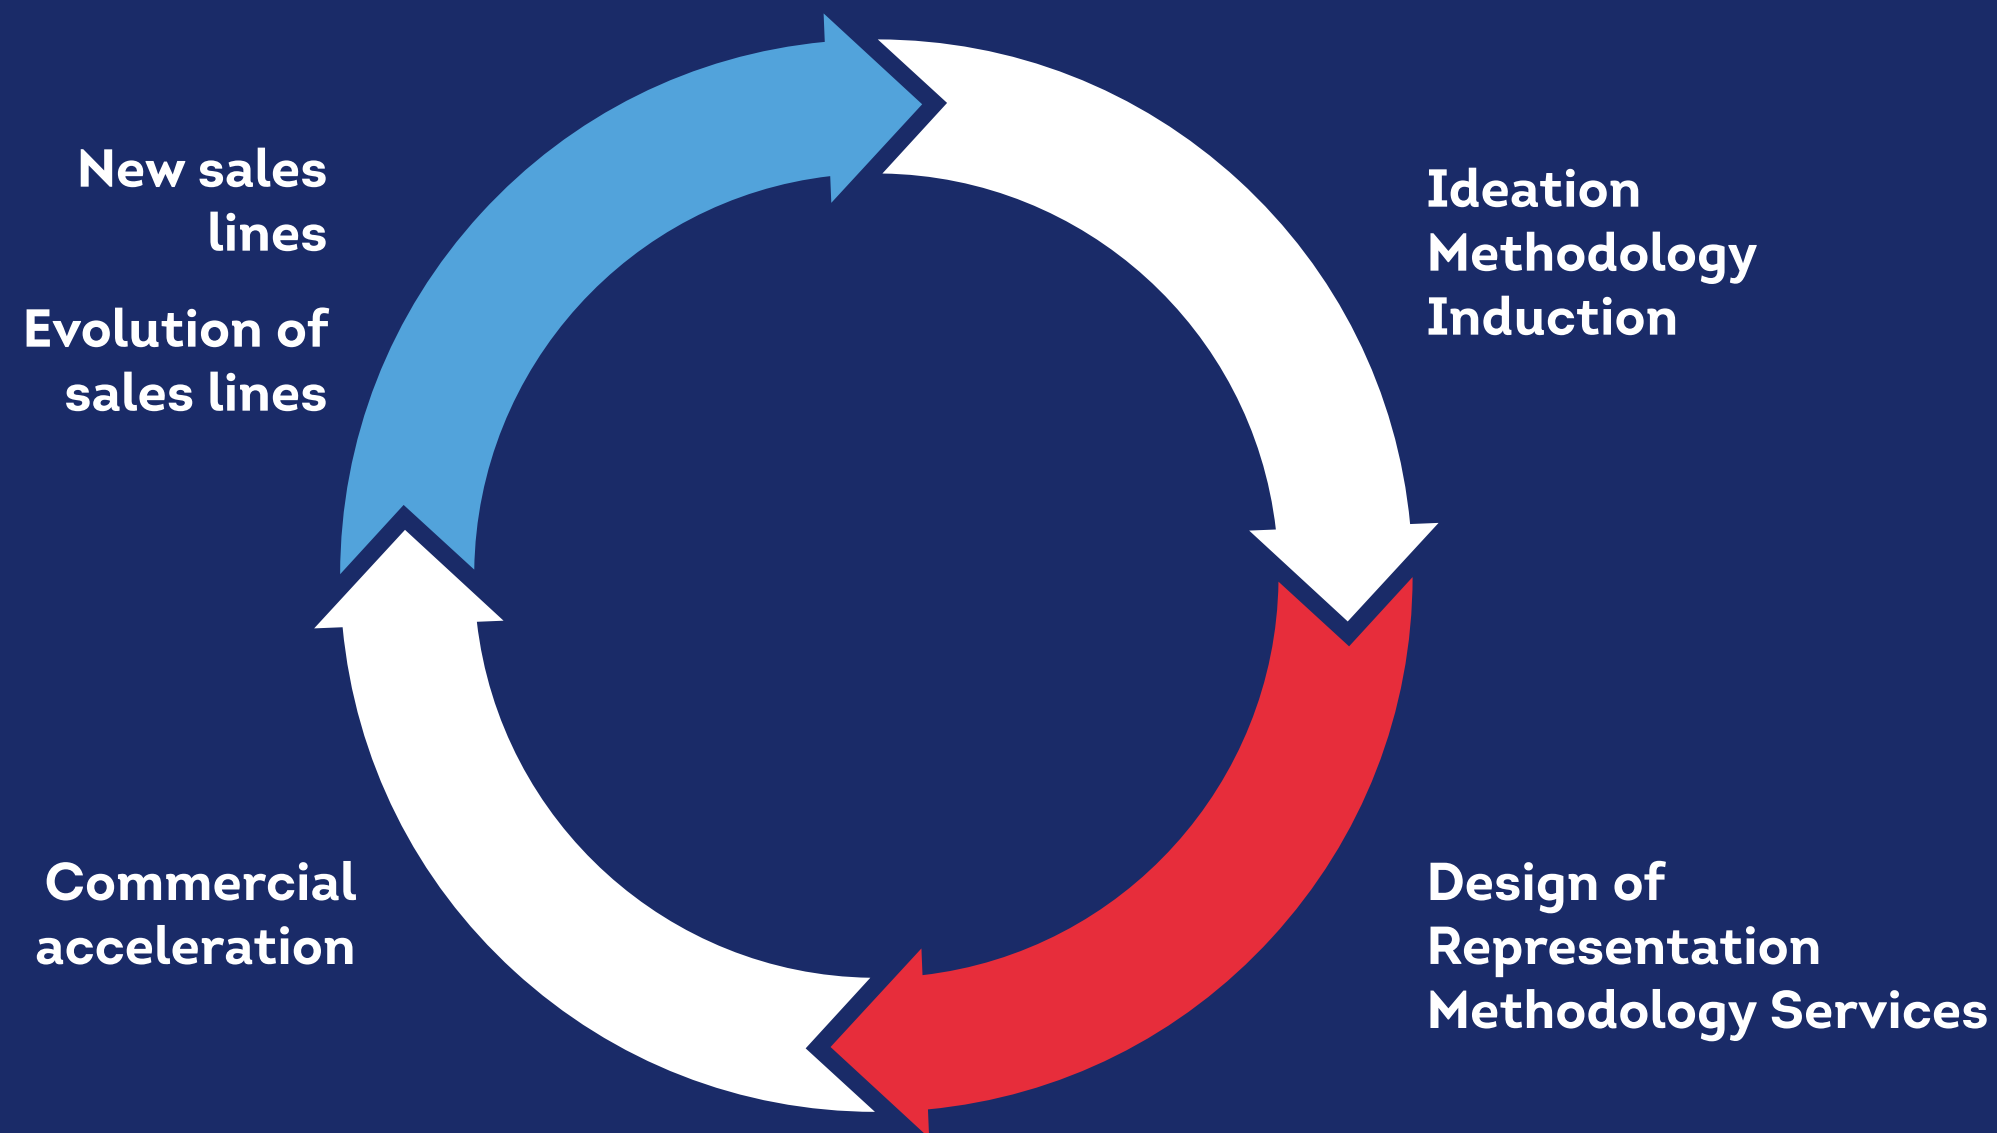 New sales
lines
Evolution of
sales lines
Ideation
Methodology
Induction
Commercial
acceleration
Design of
Representation
Methodology Services